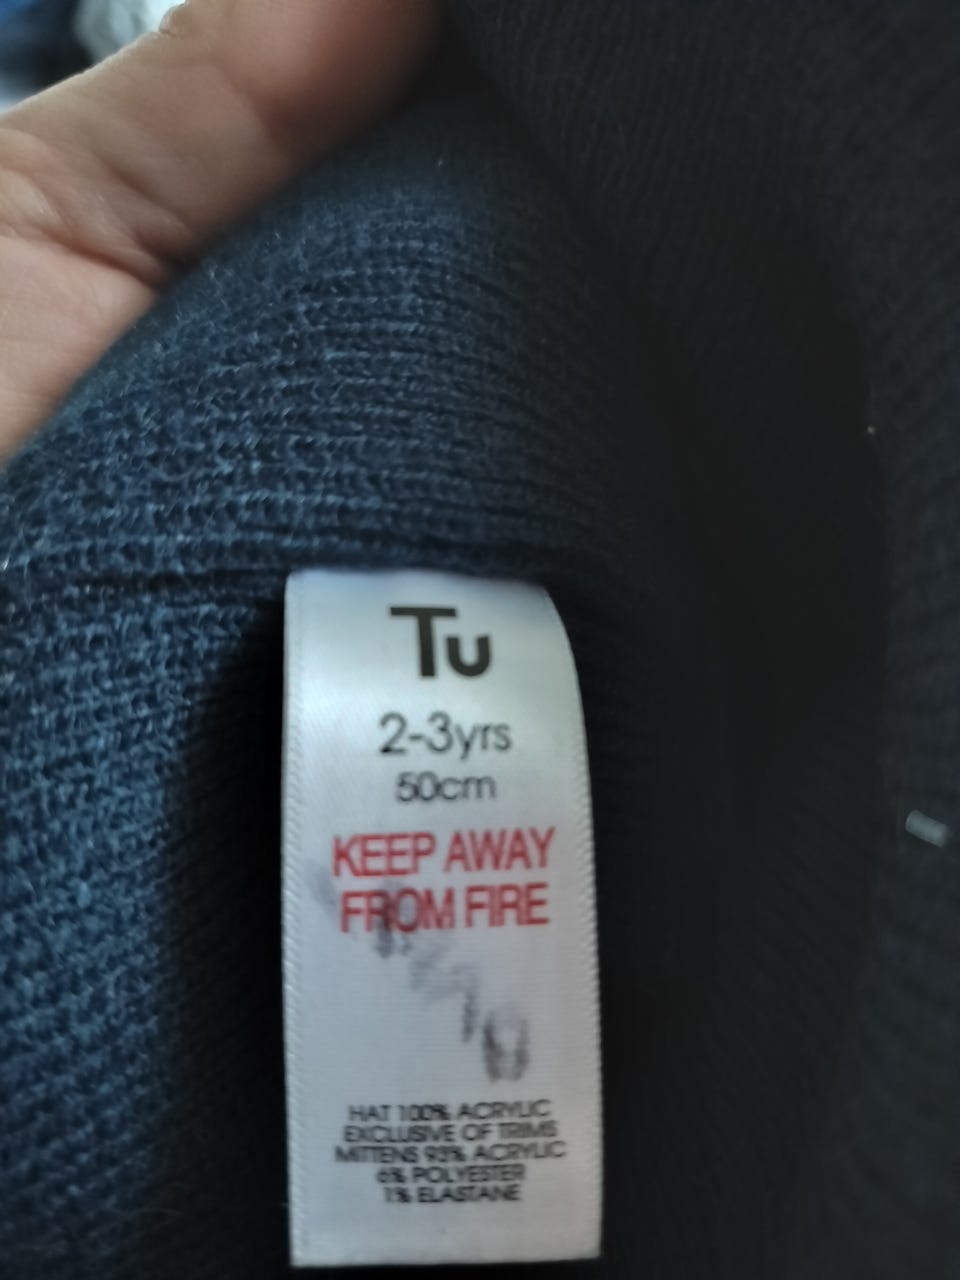 Tu
2-3yrs
50cm
KEEP AWAY
FROM FIRE
HAT 100% ACRYLIC
EXCLUSIVE OF TRIMS
MITTENS 93% ACRYLIC
6% POLYESTER
1% ELASTANE